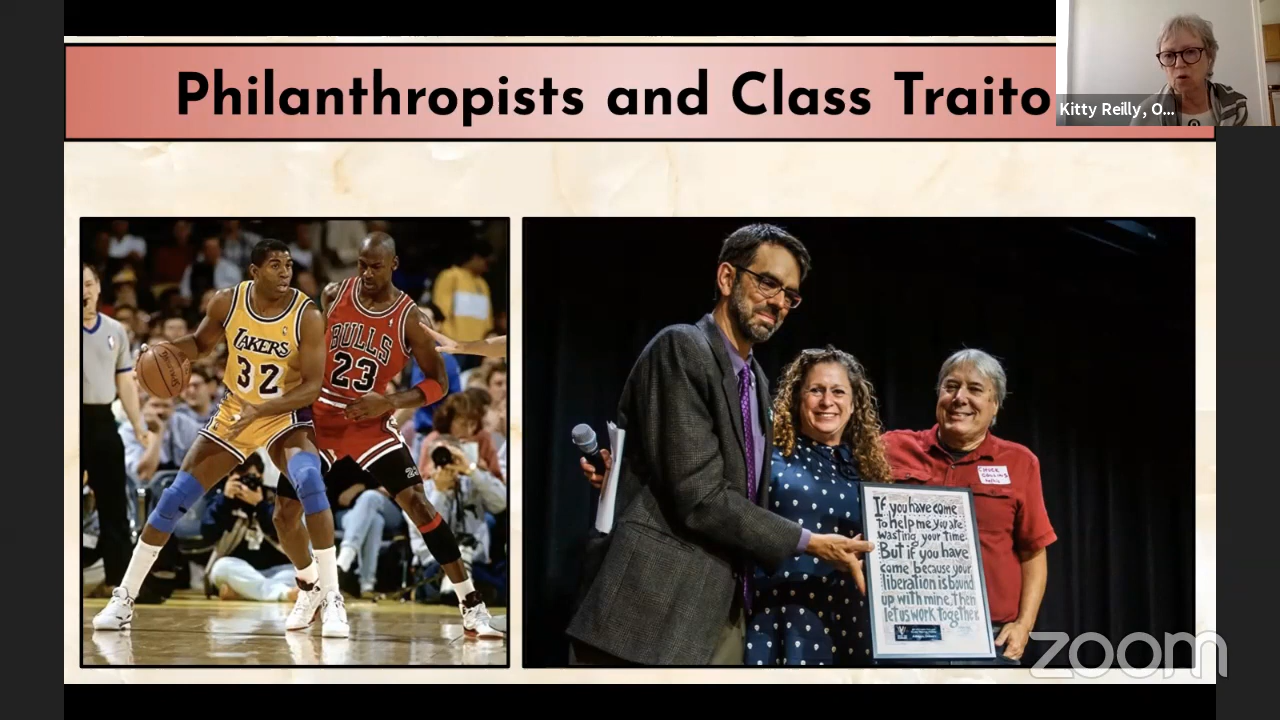 Philanthropists and Class Traito
Kitty Reilly, O...
LAKERS
32
BULLS
23
If you have come
to help me you are
wasting your time.
But if you have
come because your
liberation is bound
up with mine, then
let us work together
zoom